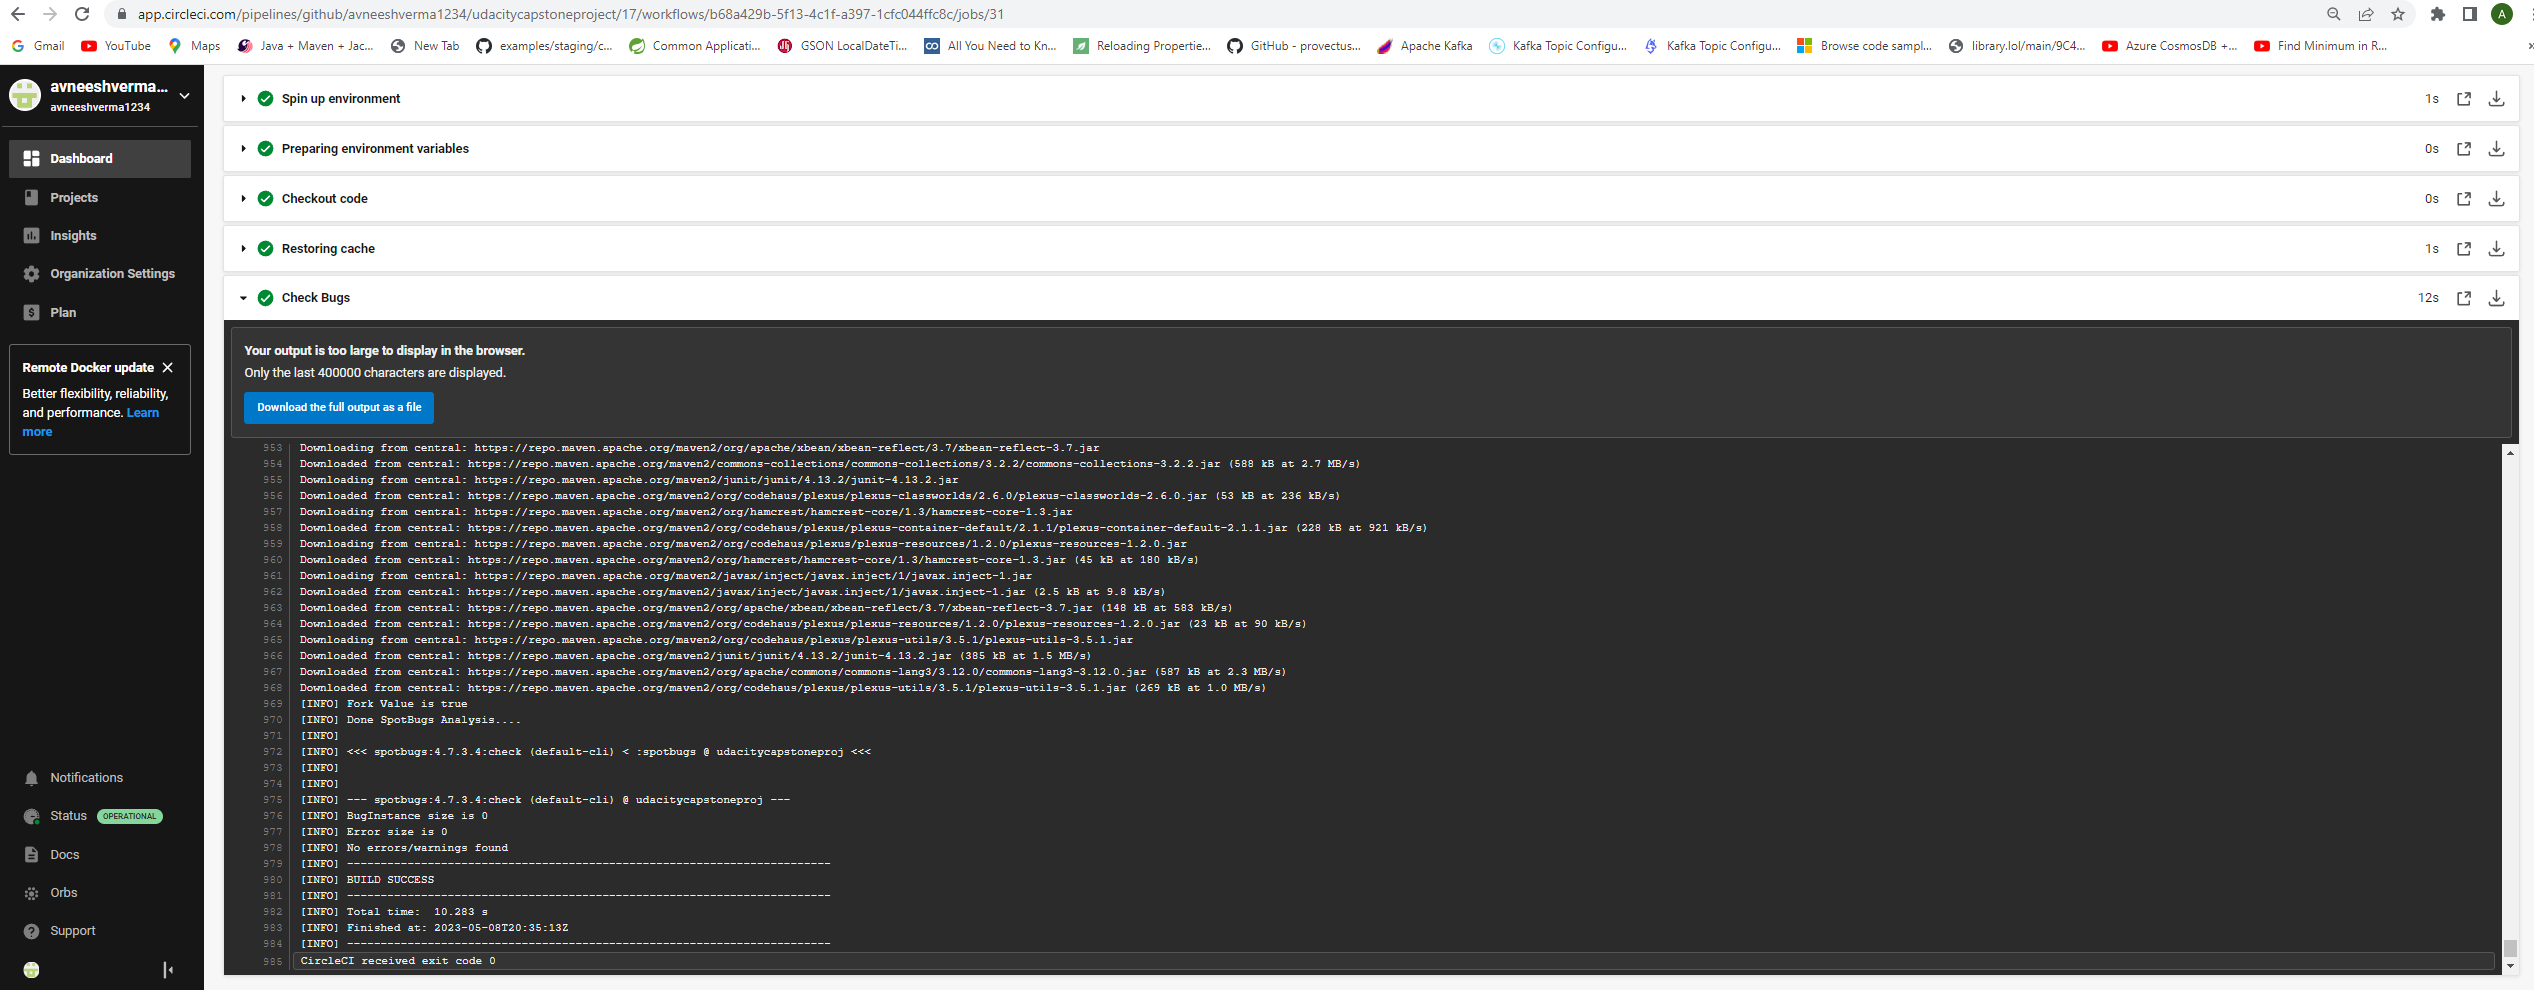 app.circleci.com/pipelines/github/avneeshverma1234/udacitycapstoneproject/17/workflows/b68a429b-5f13-4c1f-a397-1cfc044ffc8c/jobs/31
A
Gmail YouTube Maps Java + Maven + Jac... New Tab examples/staging/c... Common Applicati... GSON LocalDateTi... All You Need to Kn... Reloading Propertie... GitHub - provectus... Apache Kafka Kafka Topic Configu... Kafka Topic Configu... Browse code sampl... library.lol/main/9C4... Azure CosmosDB +... Find Minimum in R... »
avneeshverma...
avneeshverma1234
Dashboard
Projects
Insights
Organization Settings
Plan
Remote Docker update
Better flexibility, reliability,
and performance. Learn
more
Notifications
Status OPERATIONAL
Docs
Orbs
Support
Spin up environment 1s
Preparing environment variables 0s
Checkout code 0s
Restoring cache 1s
Check Bugs 12s
Your output is too large to display in the browser.
Only the last 400000 characters are displayed.
Download the full output as a file
953 Downloading from central: https://repo.maven.apache.org/maven2/org/apache/xbean/xbean-reflect/3.7/xbean-reflect-3.7.jar
954 Downloaded from central: https://repo.maven.apache.org/maven2/commons-collections/commons-collections/3.2.2/commons-collections-3.2.2.jar (588 kB at 2.7 MB/s)
955 Downloading from central: https://repo.maven.apache.org/maven2/junit/junit/4.13.2/junit-4.13.2.jar
956 Downloaded from central: https://repo.maven.apache.org/maven2/org/codehaus/plexus/plexus-classworlds/2.6.0/plexus-classworlds-2.6.0.jar (53 kB at 236 kB/s)
957 Downloading from central: https://repo.maven.apache.org/maven2/org/hamcrest/hamcrest-core/1.3/hamcrest-core-1.3.jar
958 Downloaded from central: https://repo.maven.apache.org/maven2/org/codehaus/plexus/plexus-container-default/2.1.1/plexus-container-default-2.1.1.jar (228 kB at 921 kB/s)
959 Downloading from central: https://repo.maven.apache.org/maven2/org/codehaus/plexus/plexus-resources/1.2.0/plexus-resources-1.2.0.jar
960 Downloaded from central: https://repo.maven.apache.org/maven2/org/hamcrest/hamcrest-core/1.3/hamcrest-core-1.3.jar (45 kB at 180 kB/s)
961 Downloading from central: https://repo.maven.apache.org/maven2/javax/inject/javax.inject/1/javax.inject-1.jar
962 Downloaded from central: https://repo.maven.apache.org/maven2/javax/inject/javax.inject/1/javax.inject-1.jar (2.5 kB at 9.8 kB/s)
963 Downloaded from central: https://repo.maven.apache.org/maven2/org/apache/xbean/xbean-reflect/3.7/xbean-reflect-3.7.jar (148 kB at 583 kB/s)
964 Downloaded from central: https://repo.maven.apache.org/maven2/org/codehaus/plexus/plexus-resources/1.2.0/plexus-resources-1.2.0.jar (23 kB at 90 kB/s)
965 Downloading from central: https://repo.maven.apache.org/maven2/org/codehaus/plexus/plexus-utils/3.5.1/plexus-utils-3.5.1.jar
966 Downloaded from central: https://repo.maven.apache.org/maven2/junit/junit/4.13.2/junit-4.13.2.jar (385 kB at 1.5 MB/s)
967 Downloaded from central: https://repo.maven.apache.org/maven2/org/apache/commons/commons-lang3/3.12.0/commons-lang3-3.12.0.jar (587 kB at 2.3 MB/s)
968 Downloaded from central: https://repo.maven.apache.org/maven2/org/codehaus/plexus/plexus-utils/3.5.1/plexus-utils-3.5.1.jar (269 kB at 1.0 MB/s)
969 [INFO] Fork Value is true
970 [INFO] Done SpotBugs Analysis....
971 [INFO]
972 [INFO] <<< spotbugs:4.7.3.4:check (default-cli) < :spotbugs @ udacitycapstoneproj <<<
973 [INFO]
974 [INFO]
975 [INFO] --- spotbugs:4.7.3.4:check (default-cli) @ udacitycapstoneproj ---
976 [INFO] BugInstance size is 0
977 [INFO] Error size is 0
978 [INFO] No errors/warnings found
979 [INFO] ------------------------------------------------------------------------
980 [INFO] BUILD SUCCESS
981 [INFO] ------------------------------------------------------------------------
982 [INFO] Total time:  10.283 s
983 [INFO] Finished at: 2023-05-08T20:35:13Z
984 [INFO] ------------------------------------------------------------------------
985 CircleCI received exit code 0